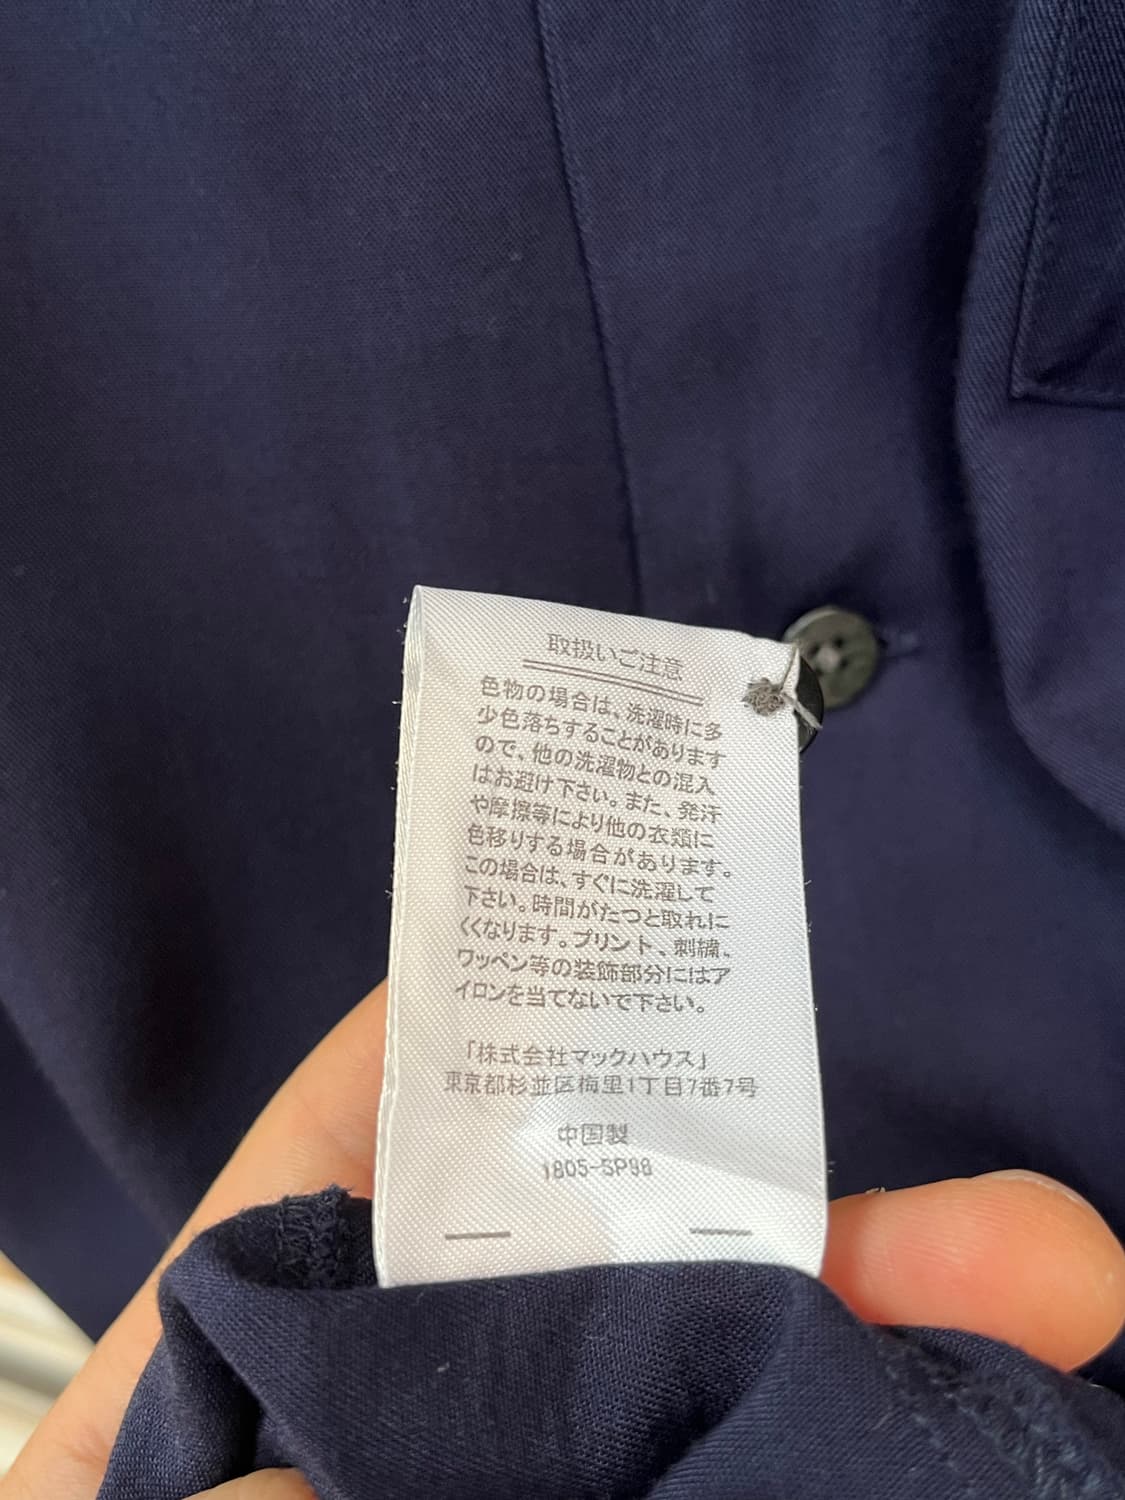 取扱いご注意
色物の場合は、洗濯時に多
少色落ちすることがあります
ので、他の洗濯物との混入
はお避け下さい。また、発汗
や摩擦等により他の衣類に
色移りする場合があります。
この場合は、すぐに洗濯して
下さい。時間がたつと取れに
くくなります。プリント、刺繍、
ワッペン等の装飾部分にはア
イロンを当てないで下さい。
「株式会社マックハウス」
東京都杉並区梅里1丁目7番7号
中国製
1805-SP98